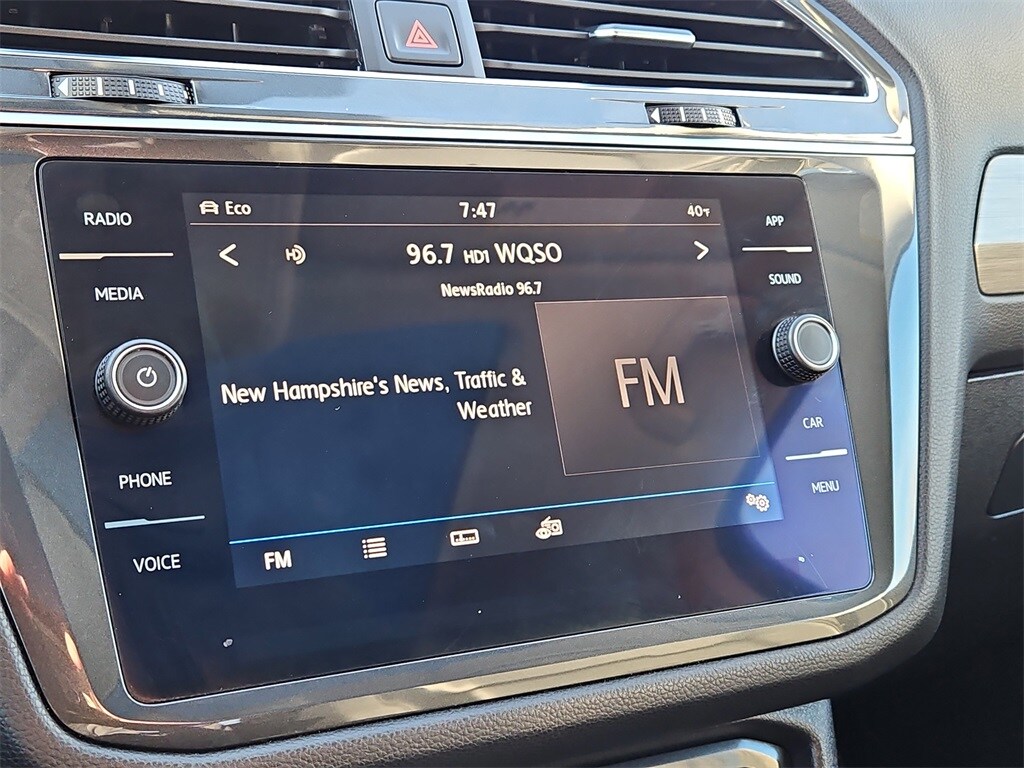 RADIO
MEDIA
PHONE
VOICE
Eco
7:47
40°F
96.7 HD1 WQSO
NewsRadio 96.7
New Hampshire's News, Traffic &
Weather
FM
FM
APP
SOUND
CAR
MENU